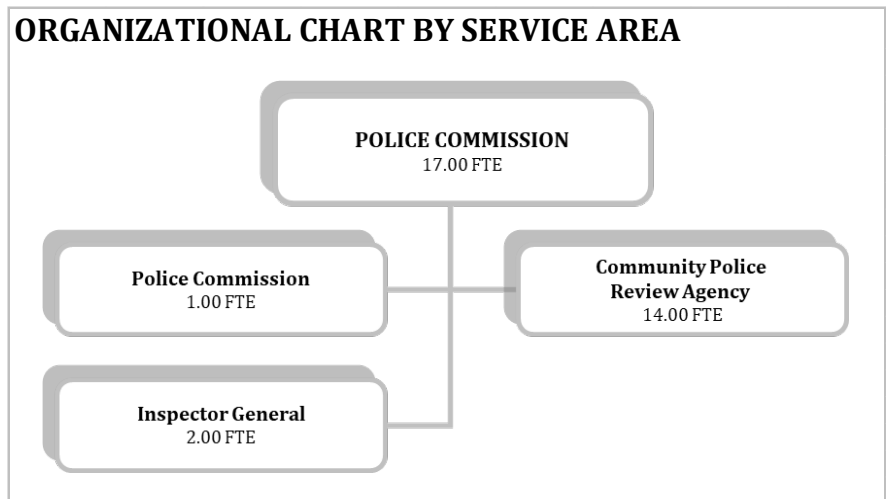 ORGANIZATIONAL CHART BY SERVICE AREA
POLICE COMMISSION
17.00 FTE
Police Commission
1.00 FTE
Community Police
Review Agency
14.00 FTE
Inspector General
2.00 FTE